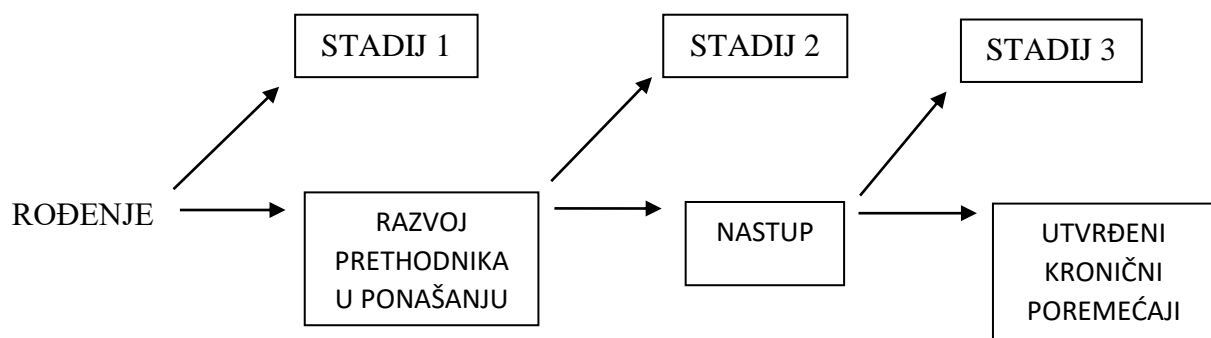 STADIJ 1
STADIJ 2
STADIJ 3
ROĐENJE
RAZVOJ
PRETHODNIKA
U PONAŠANJU
NASTUP
UTVRĐENI
KRONIČNI
POREMEĆAJI